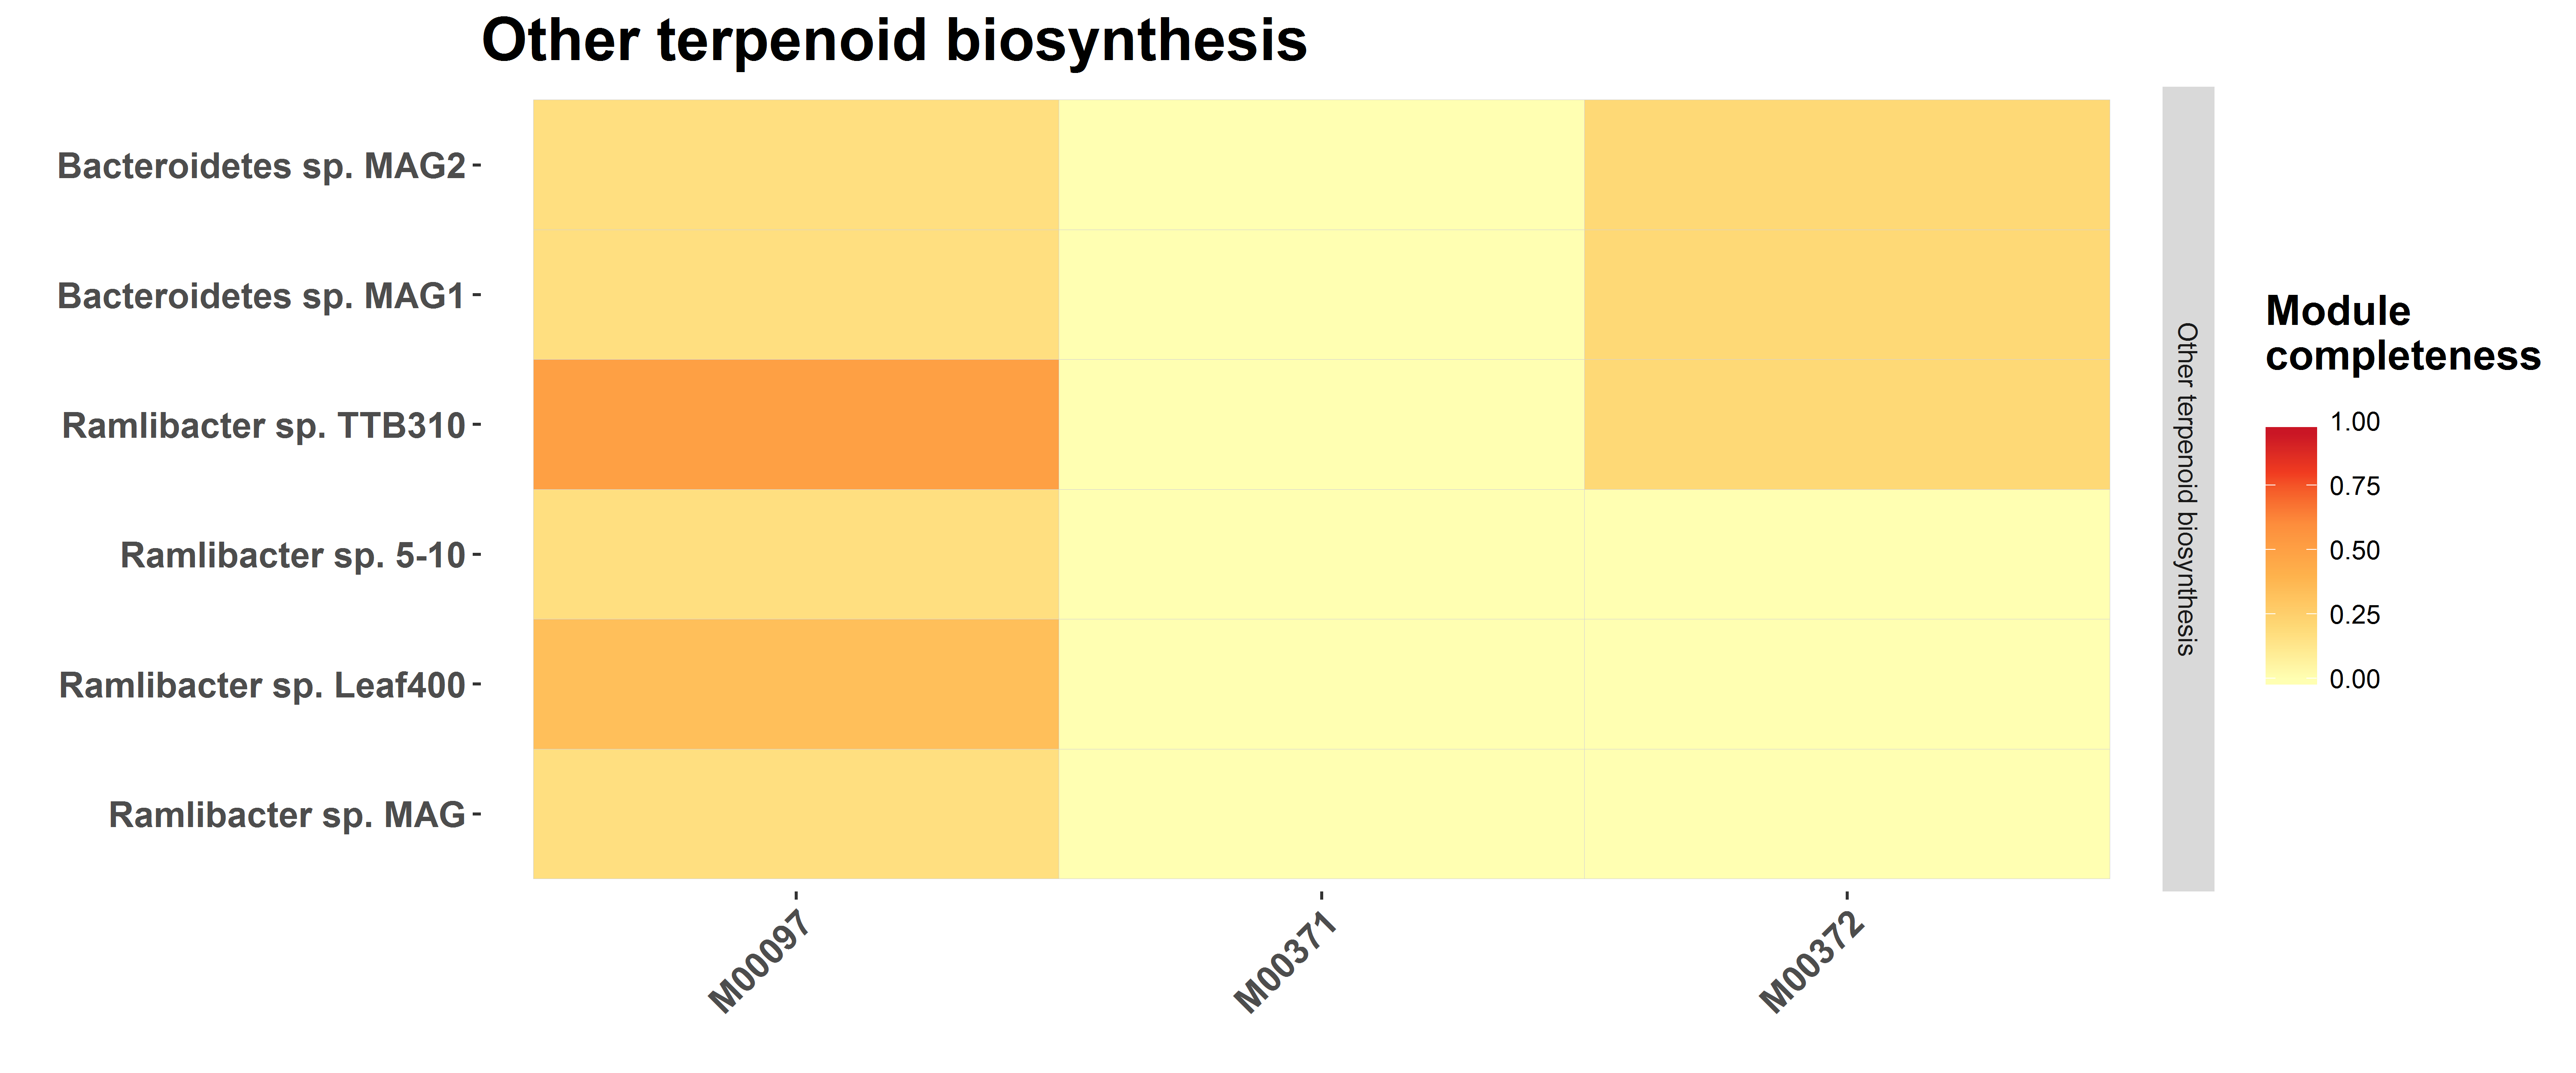 Other terpenoid biosynthesis
Bacteroidetes sp. MAG2
Bacteroidetes sp. MAG1
Ramlibacter sp. TTB310
Ramlibacter sp. 5-10
Ramlibacter sp. Leaf400
Ramlibacter sp. MAG
M00097
M00371
M00372
Other terpenoid biosynthesis
Module
completeness
1.00
0.75
0.50
0.25
0.00